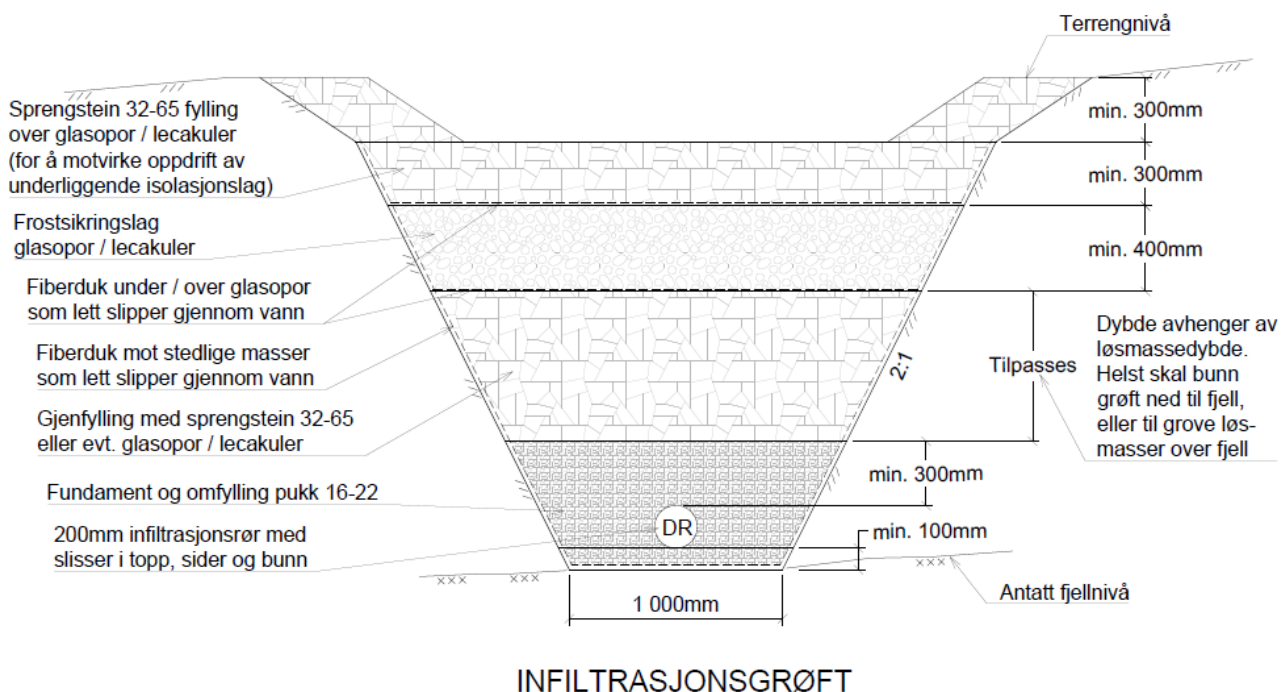 Terrengnivå
Sprengstein 32-65 fylling
over glasopor / lecakuler
(for å motvirke oppdrift av
underliggende isolasjonslag)
Frostsikringslag
glasopor / lecakuler
Fiberduk under / over glasopor
som lett slipper gjennom vann
Fiberduk mot stedlige masser
som lett slipper gjennom vann
Gjenfylling med sprengstein 32-65
eller evt. glasopor / lecakuler
Fundament og omfylling pukk 16-22
200mm infiltrasjonsrør med
slisser i topp, sider og bunn
DR
2:1
min. 300mm
min. 300mm
min. 400mm
Tilpasses
Dybde avhenger av
løsmassedybde.
Helst skal bunn
grøft ned til fjell,
eller til grove løs-
masser over fjell
min. 300mm
min. 100mm
Antatt fjellnivå
1 000mm
INFILTRASJONSGRØFT